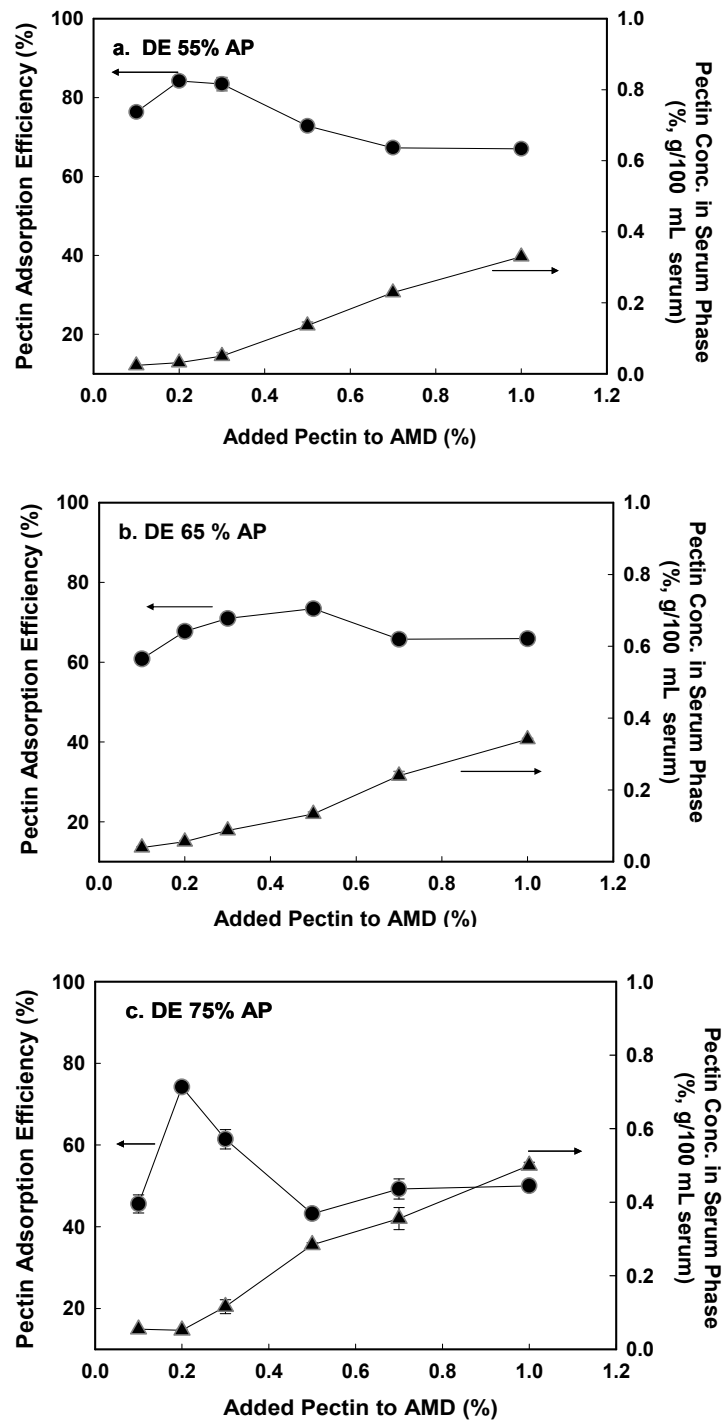 a. DE 55% AP
Pectin Adsorption Efficiency (%)
100
80
60
40
20
1.0
0.8
0.6
0.4
0.2
0.0
Pectin Conc. in Serum Phase
(%, g/100 mL serum)
0.0 0.2 0.4 0.6 0.8 1.0 1.2
Added Pectin to AMD (%)
b. DE 65 % AP
Pectin Adsorption Efficiency (%)
100
80
60
40
20
1.0
0.8
0.6
0.4
0.2
0.0
Pectin Conc. in Serum Phase
(%, g/100 mL serum)
0.0 0.2 0.4 0.6 0.8 1.0 1.2
Added Pectin to AMD (%)
c. DE 75% AP
Pectin Adsorption Efficiency (%)
100
80
60
40
20
1.0
0.8
0.6
0.4
0.2
0.0
Pectin Conc. in Serum Phase
(%, g/100 mL serum)
0.0 0.2 0.4 0.6 0.8 1.0 1.2
Added Pectin to AMD (%)